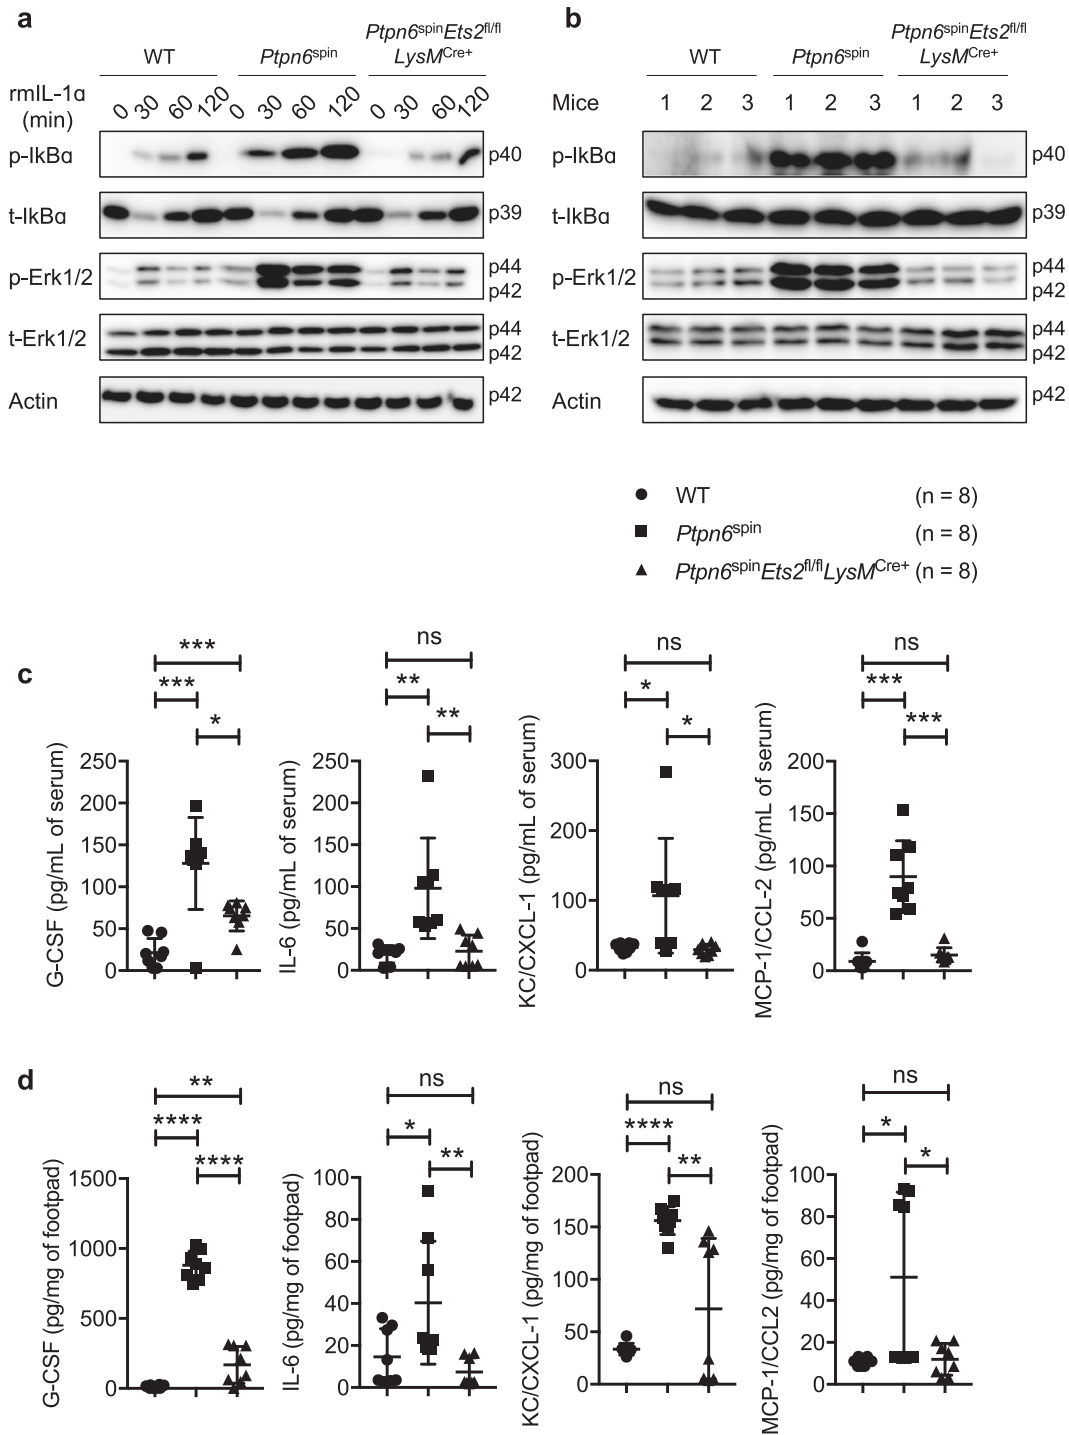 a
WT
Ptpn6spin
Ptpn6spinEts2fl/fl
LysMCre+
rmIL-1α
(min)
0 30 60 120 0 30 60 120 0 30 60 120
p-IkBα
p40
t-IkBα
p39
p-Erk1/2
p44
p42
t-Erk1/2
p44
p42
Actin
p42
b
WT
Ptpn6spin
Ptpn6spinEts2fl/fl
LysMCre+
Mice
1 2 3 1 2 3 1 2 3
p-IkBα
p40
t-IkBα
p39
p-Erk1/2
p44
p42
t-Erk1/2
p44
p42
Actin
p42
WT (n = 8)
Ptpn6spin (n = 8)
Ptpn6spinEts2fl/flLysMCre+ (n = 8)
c
***
***
*
G-CSF (pg/mL of serum)
250
200
150
100
50
0
ns
**
**
IL-6 (pg/mL of serum)
250
200
150
100
50
0
ns
*
*
KC/CXCL-1 (pg/mL of serum)
300
200
100
0
ns
***
***
MCP-1/CCL-2 (pg/mL of serum)
200
150
100
50
0
d
**
****
****
G-CSF (pg/mg of footpad)
1500
1000
500
0
ns
*
**
IL-6 (pg/mg of footpad)
100
80
60
40
20
0
ns
****
**
KC/CXCL-1 (pg/mg of footpad)
200
150
100
50
0
ns
*
*
MCP-1/CCL2 (pg/mg of footpad)
100
80
60
40
20
0